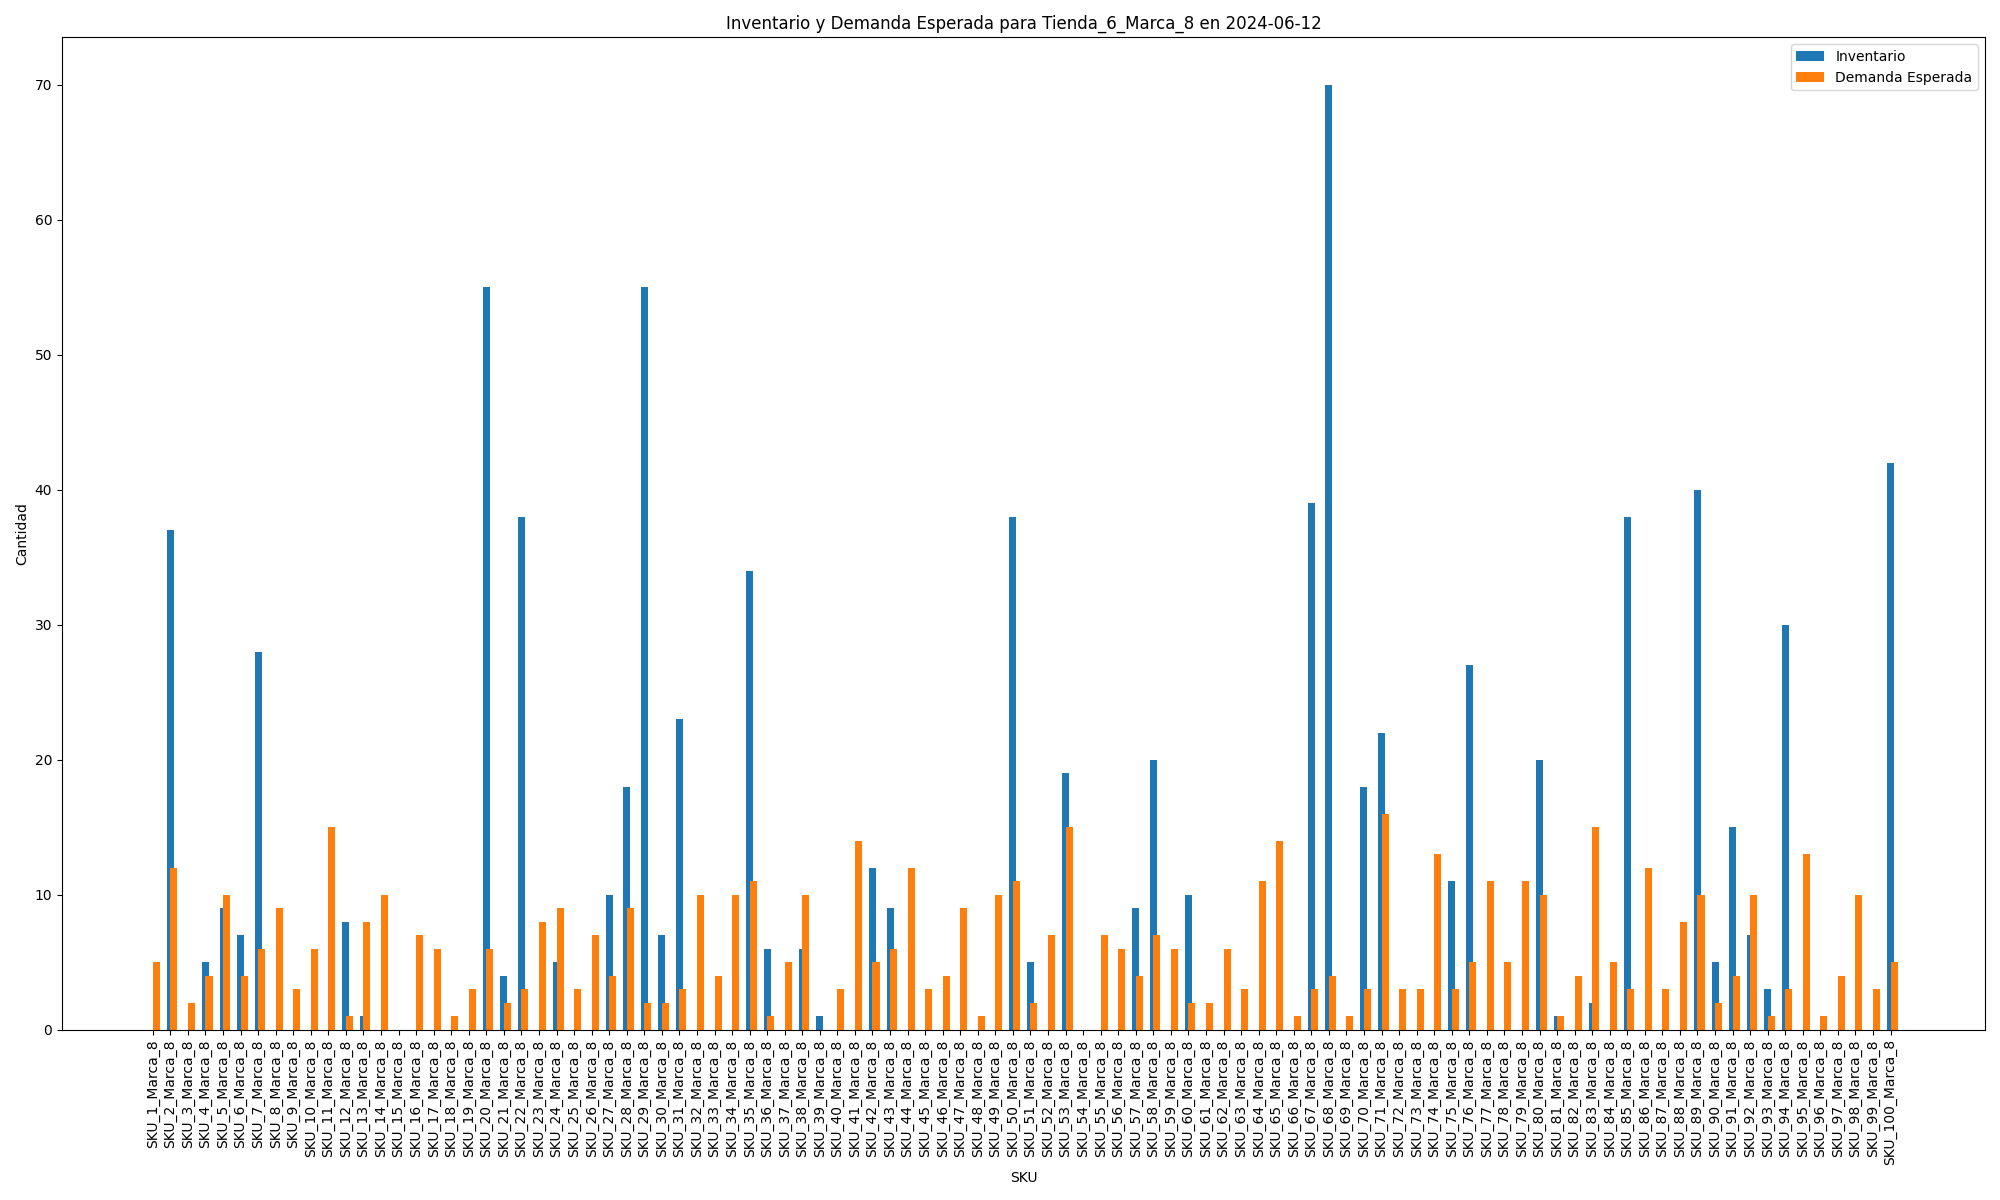 Inventario y Demanda Esperada para Tienda_6_Marca_8 en 2024-06-12
Inventario
Demanda Esperada
70
60
50
40
30
20
10
0
Cantidad
SKU_1_Marca_8
SKU_2_Marca_8
SKU_3_Marca_8
SKU_4_Marca_8
SKU_5_Marca_8
SKU_6_Marca_8
SKU_7_Marca_8
SKU_8_Marca_8
SKU_9_Marca_8
SKU_10_Marca_8
SKU_11_Marca_8
SKU_12_Marca_8
SKU_13_Marca_8
SKU_14_Marca_8
SKU_15_Marca_8
SKU_16_Marca_8
SKU_17_Marca_8
SKU_18_Marca_8
SKU_19_Marca_8
SKU_20_Marca_8
SKU_21_Marca_8
SKU_22_Marca_8
SKU_23_Marca_8
SKU_24_Marca_8
SKU_25_Marca_8
SKU_26_Marca_8
SKU_27_Marca_8
SKU_28_Marca_8
SKU_29_Marca_8
SKU_30_Marca_8
SKU_31_Marca_8
SKU_32_Marca_8
SKU_33_Marca_8
SKU_34_Marca_8
SKU_35_Marca_8
SKU_36_Marca_8
SKU_37_Marca_8
SKU_38_Marca_8
SKU_39_Marca_8
SKU_40_Marca_8
SKU_41_Marca_8
SKU_42_Marca_8
SKU_43_Marca_8
SKU_44_Marca_8
SKU_45_Marca_8
SKU_46_Marca_8
SKU_47_Marca_8
SKU_48_Marca_8
SKU_49_Marca_8
SKU_50_Marca_8
SKU_51_Marca_8
SKU_52_Marca_8
SKU_53_Marca_8
SKU_54_Marca_8
SKU_55_Marca_8
SKU_56_Marca_8
SKU_57_Marca_8
SKU_58_Marca_8
SKU_59_Marca_8
SKU_60_Marca_8
SKU_61_Marca_8
SKU_62_Marca_8
SKU_63_Marca_8
SKU_64_Marca_8
SKU_65_Marca_8
SKU_66_Marca_8
SKU_67_Marca_8
SKU_68_Marca_8
SKU_69_Marca_8
SKU_70_Marca_8
SKU_71_Marca_8
SKU_72_Marca_8
SKU_73_Marca_8
SKU_74_Marca_8
SKU_75_Marca_8
SKU_76_Marca_8
SKU_77_Marca_8
SKU_78_Marca_8
SKU_79_Marca_8
SKU_80_Marca_8
SKU_81_Marca_8
SKU_82_Marca_8
SKU_83_Marca_8
SKU_84_Marca_8
SKU_85_Marca_8
SKU_86_Marca_8
SKU_87_Marca_8
SKU_88_Marca_8
SKU_89_Marca_8
SKU_90_Marca_8
SKU_91_Marca_8
SKU_92_Marca_8
SKU_93_Marca_8
SKU_94_Marca_8
SKU_95_Marca_8
SKU_96_Marca_8
SKU_97_Marca_8
SKU_98_Marca_8
SKU_99_Marca_8
SKU_100_Marca_8
SKU